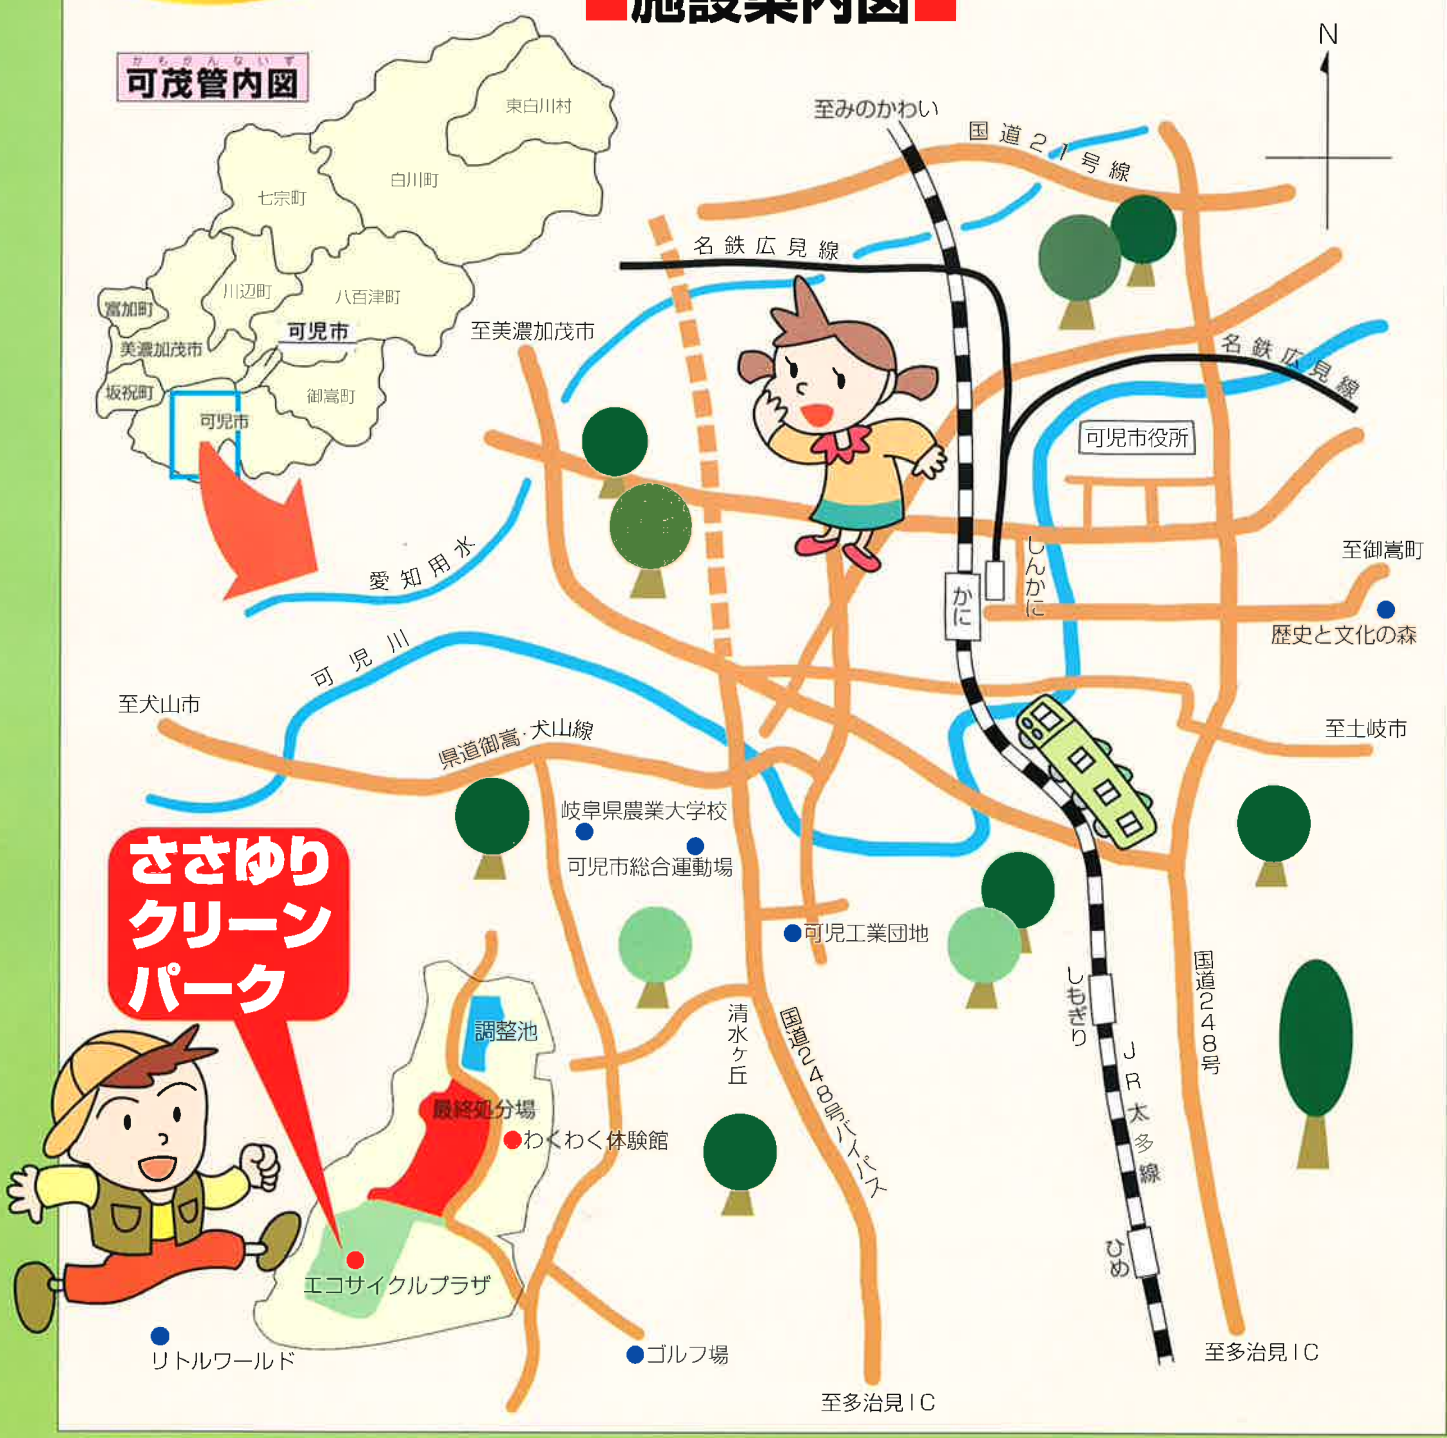 ■施設案内図■
かもかんないず
可茂管内図
東白川村
白川町
七宗町
川辺町
八百津町
富加町
可児市
美濃加茂市
坂祝町
御嵩町
可児市
N
至みのかわい
国道21号線
名鉄広見線
至美濃加茂市
名鉄広見線
可児市役所
愛知用水
しんかに
かに
至御嵩町
歴史と文化の森
可児川
至犬山市
県道御嵩・犬山線
至土岐市
岐阜県農業大学校
可児市総合運動場
ささゆり
クリーン
パーク
可児工業団地
しもぎり
国道248号
清水ヶ丘
国道248号バイパス
JR太多線
調整池
最終処分場
わくわく体験館
ひめ
エコサイクルプラザ
リトルワールド
ゴルフ場
至多治見IC
至多治見IC